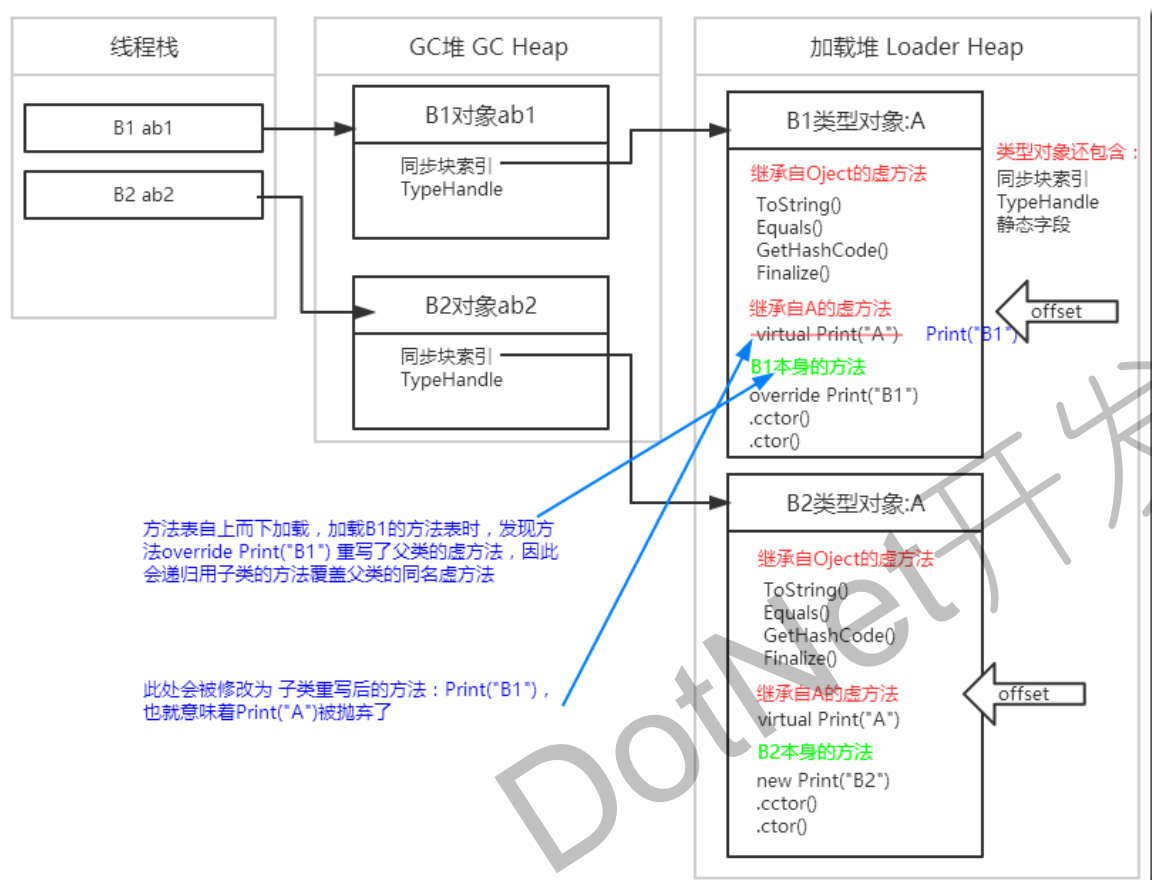 线程栈
B1 ab1
B2 ab2
GC堆 GC Heap
B1对象ab1
同步块索引
TypeHandle
B2对象ab2
同步块索引
TypeHandle
加载堆 Loader Heap
B1类型对象:A
继承自Oject的虚方法
ToString()
Equals()
GetHashCode()
Finalize()
继承自A的虚方法
virtual Print("A") Print("B1")
B1本身的方法
override Print("B1")
.cctor()
.ctor()
类型对象还包含：
同步块索引
TypeHandle
静态字段
offset
B2类型对象:A
继承自Oject的虚方法
ToString()
Equals()
GetHashCode()
Finalize()
继承自A的虚方法
virtual Print("A")
B2本身的方法
new Print("B2")
.cctor()
.ctor()
offset
方法表自上而下加载，加载B1的方法表时，发现方
法override Print("B1") 重写了父类的虚方法，因此
会递归用子类的方法覆盖父类的同名虚方法
此处会被修改为 子类重写后的方法：Print("B1")，
也就意味着Print("A")被抛弃了
DotNet开发